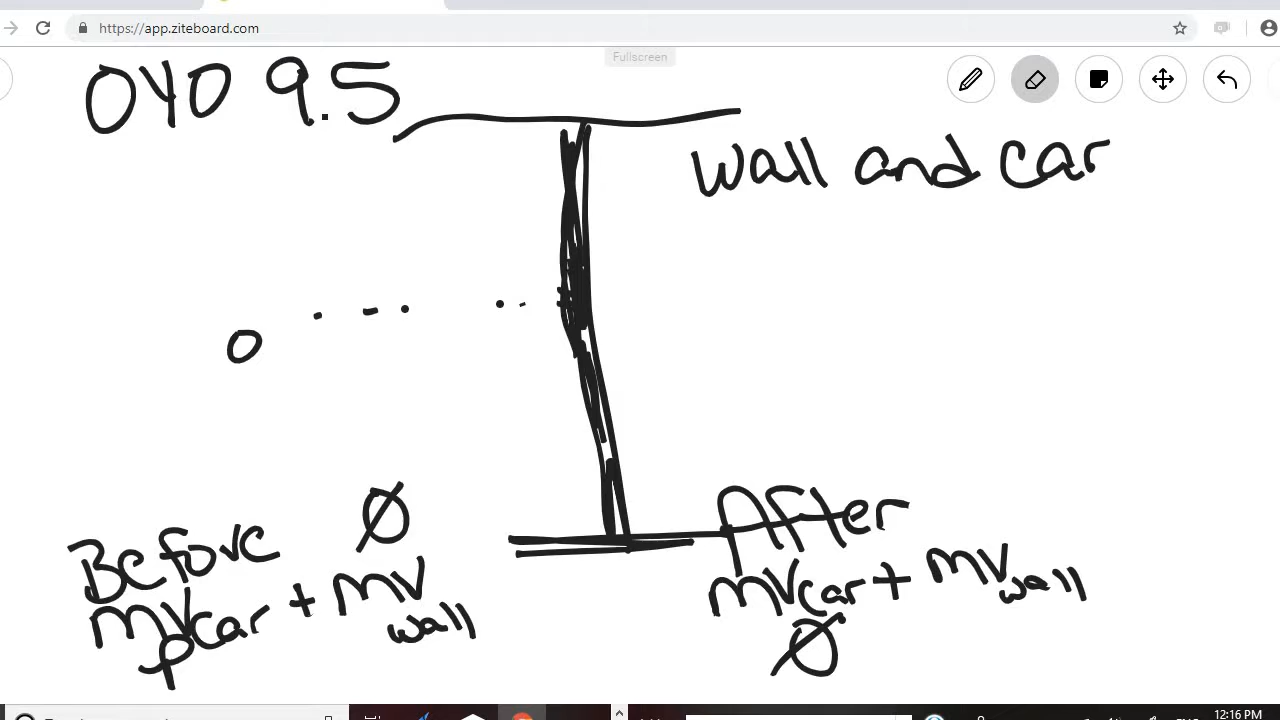 https://app.ziteboard.com
Fullscreen
OYO 9.5
wall and car
Before
Ø
mVcar + mV
wall
p
After
mVcar + mV
wall
Ø
12:16 PM